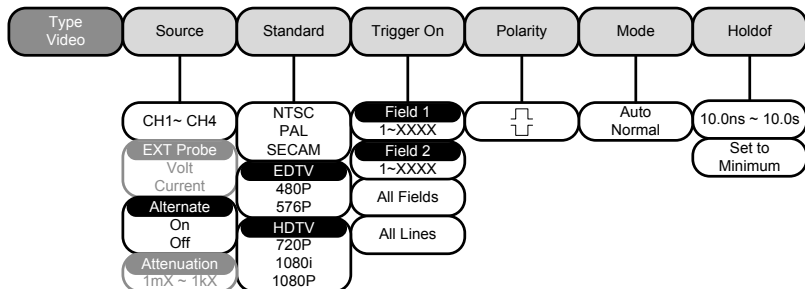 Type
Video
Source
Standard
Trigger On
Polarity
Mode
Holdof
CH1~ CH4
EXT Probe
Volt
Current
Alternate
On
Off
Attenuation
1mX ~ 1kX
NTSC
PAL
SECAM
EDTV
480P
576P
HDTV
720P
1080i
1080P
Field 1
1~XXXX
Field 2
1~XXXX
All Fields
All Lines
Auto
Normal
10.0ns ~ 10.0s
Set to
Minimum